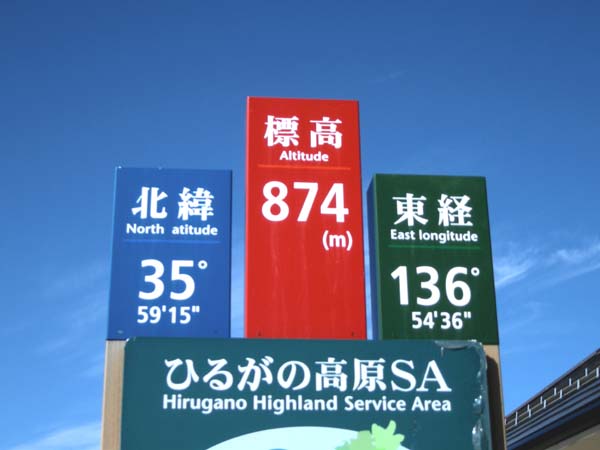 標高
Altitude
874
(m)
北緯
North atitude
35°
59'15"
東経
East longitude
136°
54'36"
ひるがの高原SA
Hirugano Highland Service Area